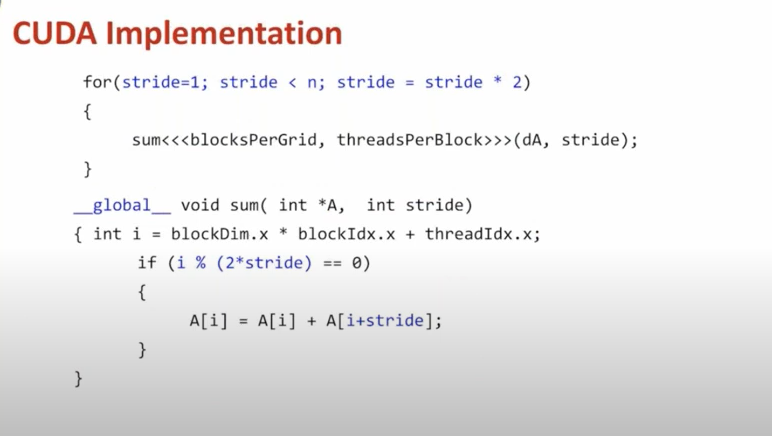 CUDA Implementation
for(stride=1; stride < n; stride = stride * 2)
{
sum<<<blocksPerGrid, threadsPerBlock>>>(dA, stride);
}
__global__ void sum( int *A, int stride)
{ int i = blockDim.x * blockIdx.x + threadIdx.x;
if (i % (2*stride) == 0)
{
A[i] = A[i] + A[i+stride];
}
}